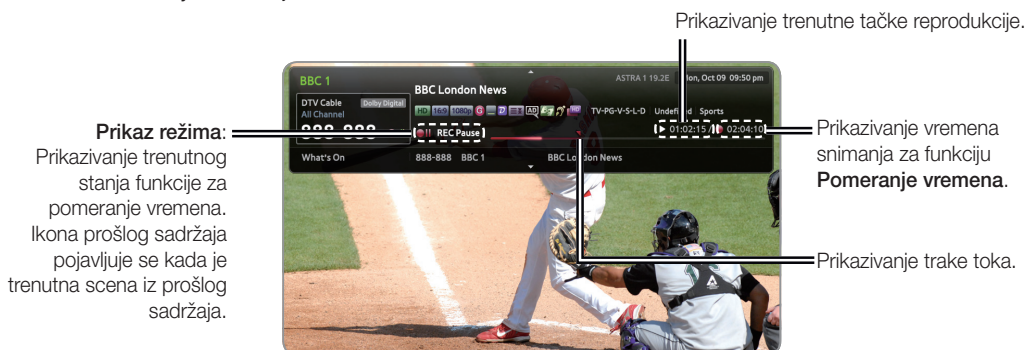 Prikazivanje trenutne tačke reprodukcije.
BBC 1
ASTRA 1 19.2E
on, Oct 09 09:50 pm
BBC London News
DTV Cable Dolby Digital
All Channel
HD 16:9 1080p G D AD HD TV-PG-V-S-L-D Undefined Sports
888-888
REC Pause
01:02:15 / 02:04:10
What's On 888-888 BBC 1 BBC London News
Prikaz režima:
Prikazivanje trenutnog
stanja funkcije za
pomeranje vremena.
Ikona prošlog sadržaja
pojavljuje se kada je
trenutna scena iz prošlog
sadržaja.
Prikazivanje vremena
snimanja za funkciju
Pomeranje vremena.
Prikazivanje trake toka.